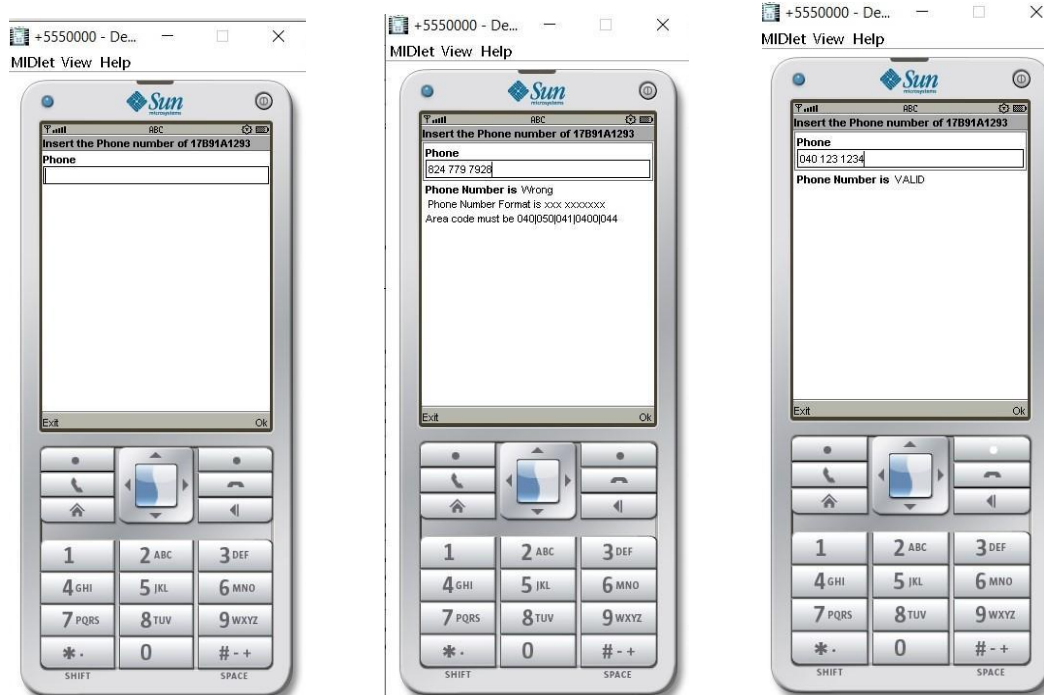 +5550000 - De...
MIDlet View Help
Sun
microsystems
ABC
Insert the Phone number of 17B91A1293
Phone
Exit Ok
1 2 ABC 3 DEF
4 GHI 5 JKL 6 MNO
7 PQRS 8 TUV 9 WXYZ
* . 0 # - +
SHIFT SPACE
+5550000 - De...
MIDlet View Help
Sun
microsystems
ABC
Insert the Phone number of 17B91A1293
Phone
824 779 7928
Phone Number is Wrong
Phone Number Format is xxx xxxxxxx
Area code must be 040|050|041|0400|044
Exit Ok
1 2 ABC 3 DEF
4 GHI 5 JKL 6 MNO
7 PQRS 8 TUV 9 WXYZ
* . 0 # - +
SHIFT SPACE
+5550000 - De...
MIDlet View Help
Sun
microsystems
ABC
Insert the Phone number of 17B91A1293
Phone
040 123 1234
Phone Number is VALID
Exit Ok
1 2 ABC 3 DEF
4 GHI 5 JKL 6 MNO
7 PQRS 8 TUV 9 WXYZ
* . 0 # - +
SHIFT SPACE